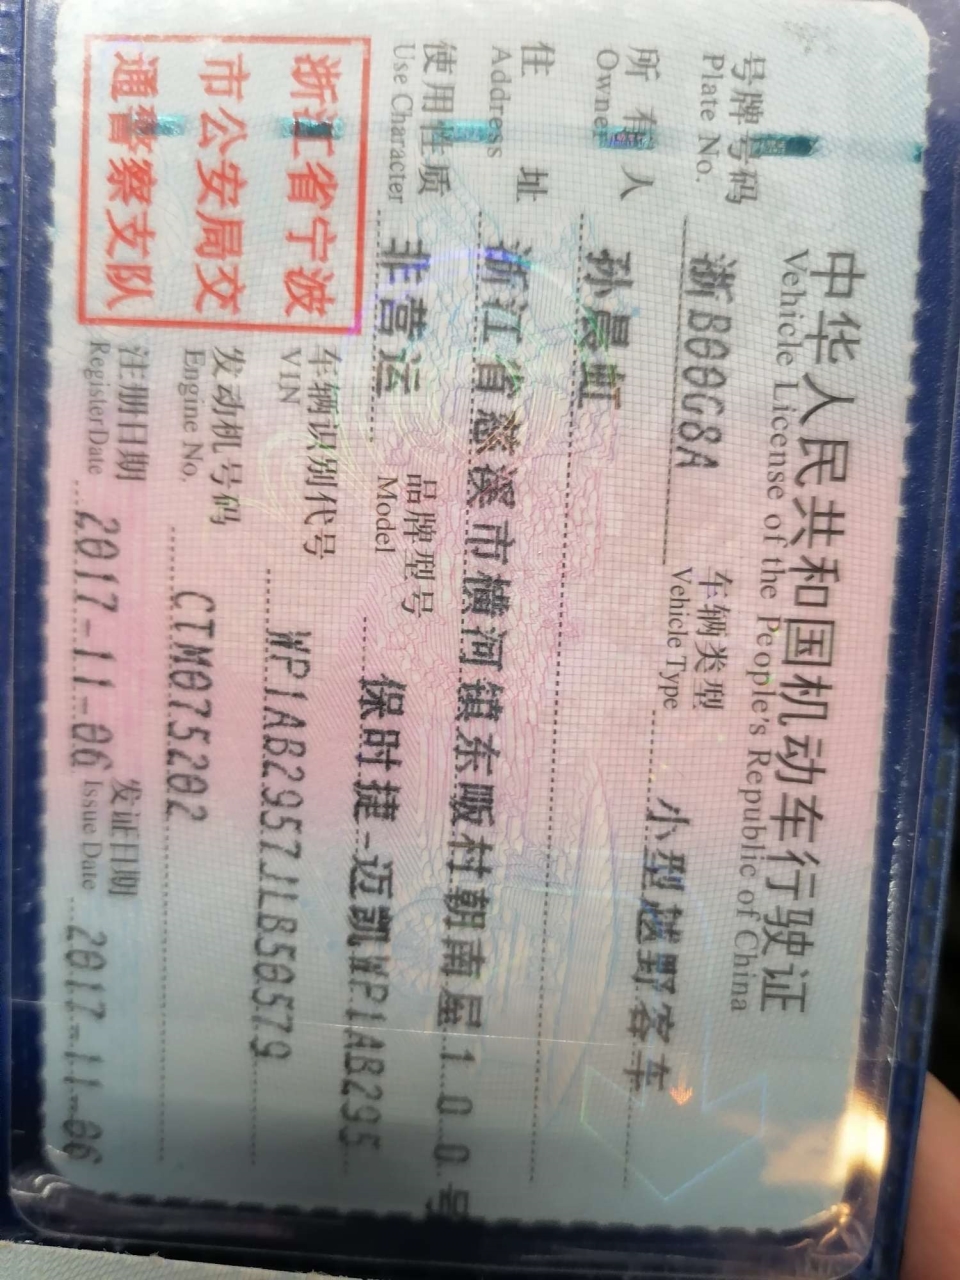 中华人民共和国机动车行驶证
Vehicle License of the People's Republic of China
号牌号码 浙B00G8A 车辆类型 小型越野客车
Plate No. Vehicle Type
所有人 孙晨虹
Owner
住址 浙江省慈溪市横河镇东畈村朝南屋100号
Address
使用性质 非营运 品牌型号 保时捷-迈凯WP1AB295
Use Character Model
浙江省宁波
市公安局交
通警察支队
车辆识别代号 WP1AB2957JLB50579
VIN
发动机号码 CTM075202
Engine No.
注册日期 2017-11-06 发证日期 2017-11-06
RegisterDate Issue Date